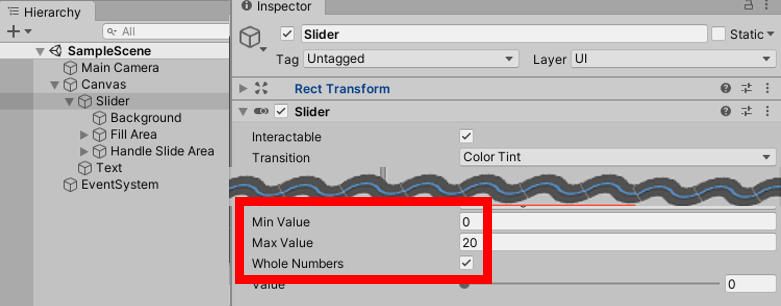 Hierarchy
All
SampleScene
Main Camera
Canvas
Slider
Background
Fill Area
Handle Slide Area
Text
EventSystem
Inspector
Slider
Static
Tag Untagged Layer UI
Rect Transform
Slider
Interactable
Transition Color Tint
Min Value 0
Max Value 20
Whole Numbers
Value 0